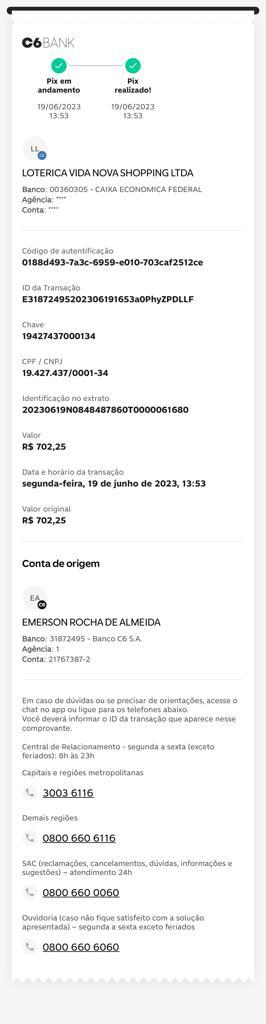 C6BANK
Pix em
andamento
Pix
realizado!
19/06/2023
13:53
19/06/2023
13:53
LL
LOTERICA VIDA NOVA SHOPPING LTDA
Banco: 00360305 - CAIXA ECONOMICA FEDERAL
Agência: ****
Conta: ****
Código de autentificação
0188d493-7a3c-6959-e010-703caf2512ce
ID da Transação
E31872495202306191653a0PhyZPDLLF
Chave
19427437000134
CPF / CNPJ
19.427.437/0001-34
Identificação no extrato
20230619N0848487860T0000061680
Valor
R$ 702,25
Data e horário da transação
segunda-feira, 19 de junho de 2023, 13:53
Valor original
R$ 702,25
Conta de origem
EA
EMERSON ROCHA DE ALMEIDA
Banco: 31872495 - Banco C6 S.A.
Agência: 1
Conta: 21767387-2
Em caso de dúvidas ou se precisar de orientações, acesse o
chat no app ou ligue para os telefones abaixo.
Você deverá informar o ID da transação que aparece nesse
comprovante.
Central de Relacionamento - segunda a sexta (exceto
feriados): 8h às 23h
Capitais e regiões metropolitanas
3003 6116
Demais regiões
0800 660 6116
SAC (reclamações, cancelamentos, dúvidas, informações e
sugestões) – atendimento 24h
0800 660 0060
Ouvidoria (caso não fique satisfeito com a solução
apresentada) – segunda a sexta exceto feriados
0800 660 6060